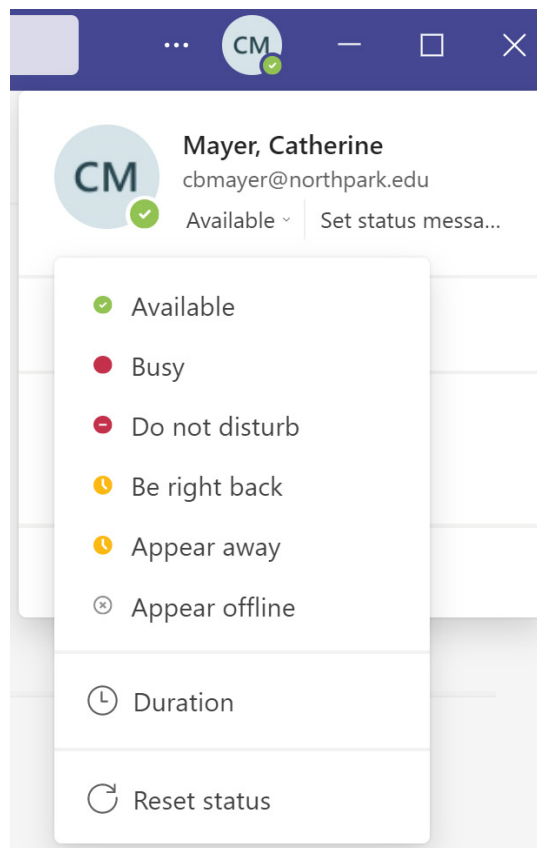 CM
Mayer, Catherine
CM
cbmayer@northpark.edu
Available
Set status messa...
Available
Busy
Do not disturb
Be right back
Appear away
Appear offline
Duration
Reset status